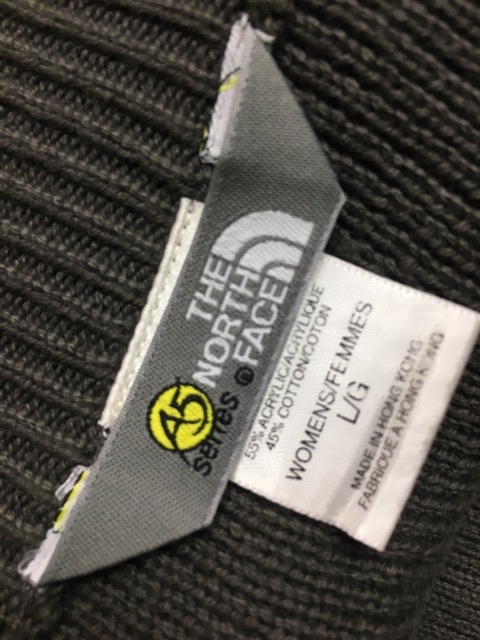 THE
NORTH
FACE
®
A5
series
55% ACRYLIC/ACRYLIQUE
45% COTTON/COTON
WOMENS/FEMMES
L/G
MADE IN HONG KONG
FABRIQUE A HONG KONG